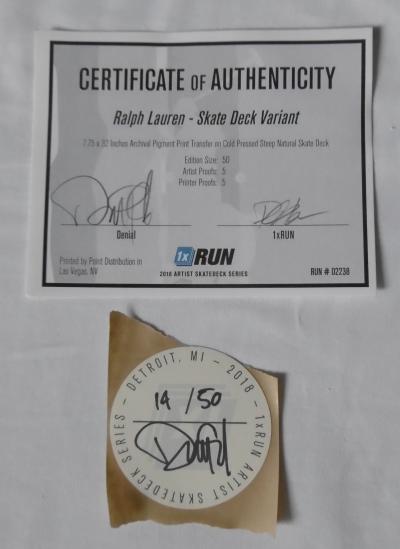 CERTIFICATE OF AUTHENTICITY
Ralph Lauren - Skate Deck Variant
7.75 x 32 Inches Archival Pigment Print Transfer on Cold Pressed Steep Natural Skate Deck
Edition Size: 50
Artist Proofs: 5
Printer Proofs: 5
Denial
1xRUN
Printed by Point Distribution in
Las Vegas, NV
1x RUN
2018 ARTIST SKATEDECK SERIES
RUN # 02238
DETROIT, MI - 2018 - 1xRUN ARTIST SKATEDECK SERIES -
19 / 50